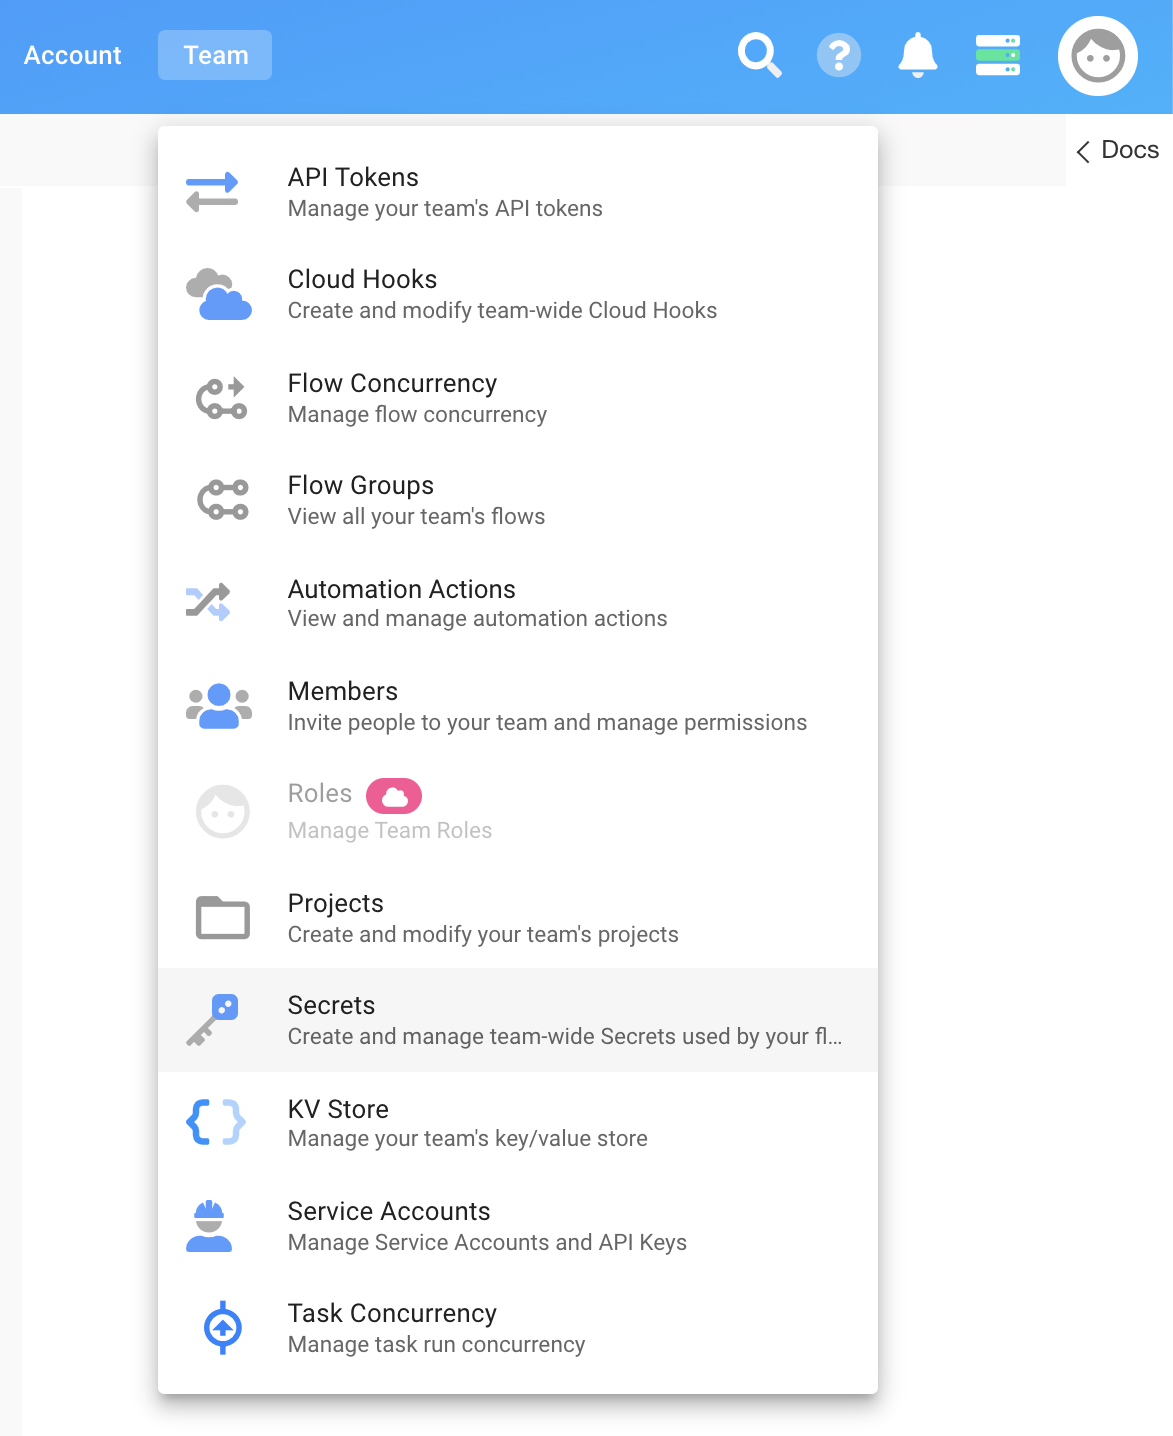 Account Team
Docs
API Tokens
Manage your team's API tokens
Cloud Hooks
Create and modify team-wide Cloud Hooks
Flow Concurrency
Manage flow concurrency
Flow Groups
View all your team's flows
Automation Actions
View and manage automation actions
Members
Invite people to your team and manage permissions
Roles
Manage Team Roles
Projects
Create and modify your team's projects
Secrets
Create and manage team-wide Secrets used by your fl...
KV Store
Manage your team's key/value store
Service Accounts
Manage Service Accounts and API Keys
Task Concurrency
Manage task run concurrency